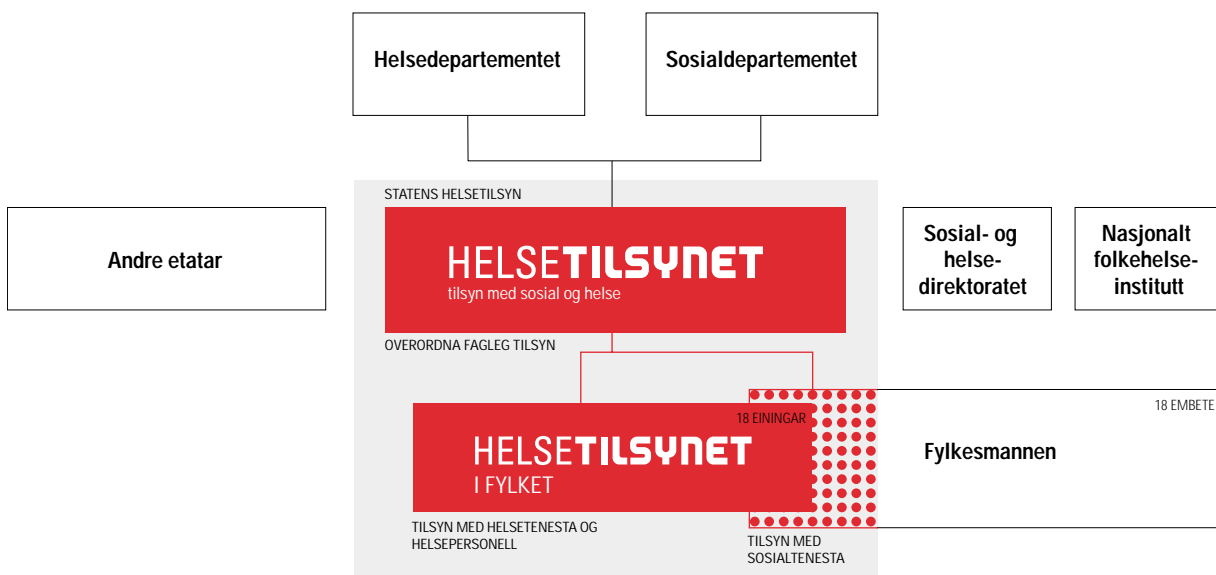 Helsedepartementet
Sosialdepartementet
STATENS HELSETILSYN
HELSETILSYNET
tilsyn med sosial og helse
Andre etatar
Sosial- og
helse-
direktoratet
Nasjonalt
folkehelse-
institutt
OVERORDNA FAGLEG TILSYN
18 EININGAR
HELSETILSYNET
I FYLKET
18 EMBETE
Fylkesmannen
TILSYN MED HELSETENESTA OG
HELSEPERSONELL
TILSYN MED
SOSIALTENESTA